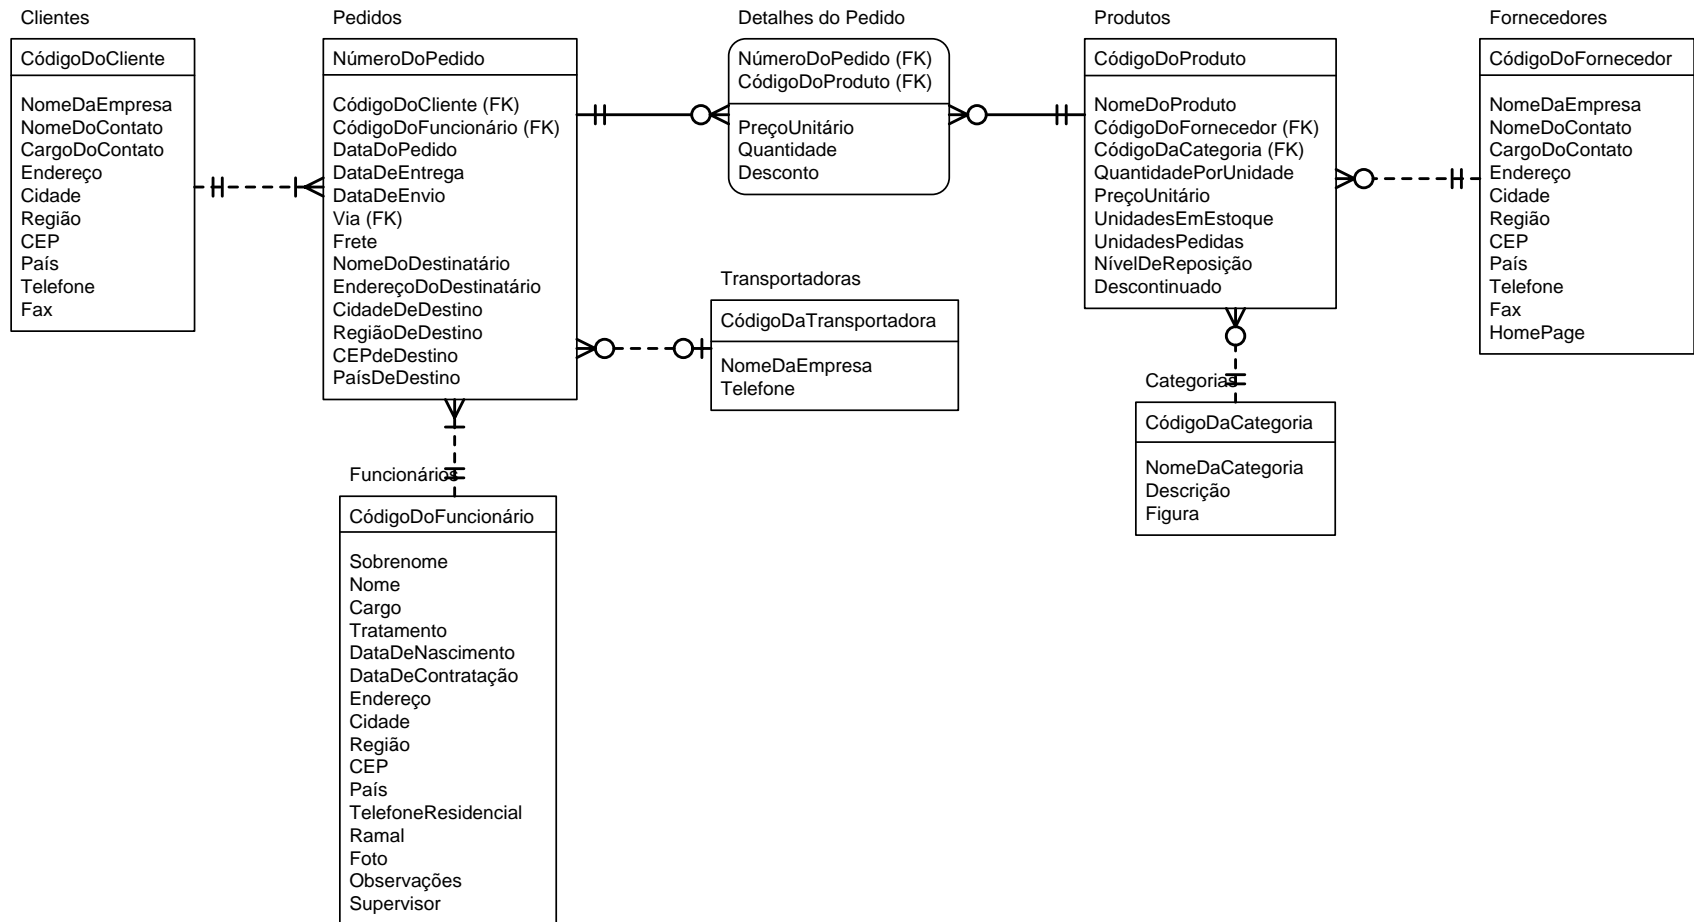 Clientes
CódigoDoCliente
NomeDaEmpresa
NomeDoContato
CargoDoContato
Endereço
Cidade
Região
CEP
País
Telefone
Fax
Pedidos
NúmeroDoPedido
CódigoDoCliente (FK)
CódigoDoFuncionário (FK)
DataDoPedido
DataDeEntrega
DataDeEnvio
Via (FK)
Frete
NomeDoDestinatário
EndereçoDoDestinatário
CidadeDeDestino
RegiãoDeDestino
CEPdeDestino
PaísDeDestino
Detalhes do Pedido
NúmeroDoPedido (FK)
CódigoDoProduto (FK)
PreçoUnitário
Quantidade
Desconto
Produtos
CódigoDoProduto
NomeDoProduto
CódigoDoFornecedor (FK)
CódigoDaCategoria (FK)
QuantidadePorUnidade
PreçoUnitário
UnidadesEmEstoque
UnidadesPedidas
NívelDeReposição
Descontinuado
Fornecedores
CódigoDoFornecedor
NomeDaEmpresa
NomeDoContato
CargoDoContato
Endereço
Cidade
Região
CEP
País
Telefone
Fax
HomePage
Transportadoras
CódigoDaTransportadora
NomeDaEmpresa
Telefone
Categorias
CódigoDaCategoria
NomeDaCategoria
Descrição
Figura
Funcionários
CódigoDoFuncionário
Sobrenome
Nome
Cargo
Tratamento
DataDeNascimento
DataDeContratação
Endereço
Cidade
Região
CEP
País
TelefoneResidencial
Ramal
Foto
Observações
Supervisor